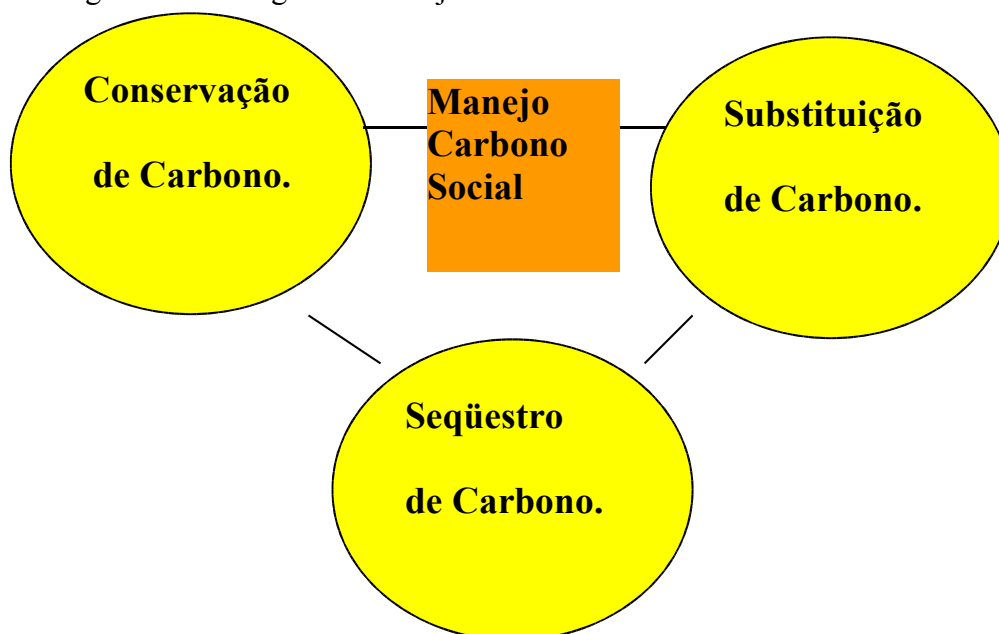 Conservação
de Carbono.
Manejo
Carbono
Social
Substituição
de Carbono.
Seqüestro
de Carbono.